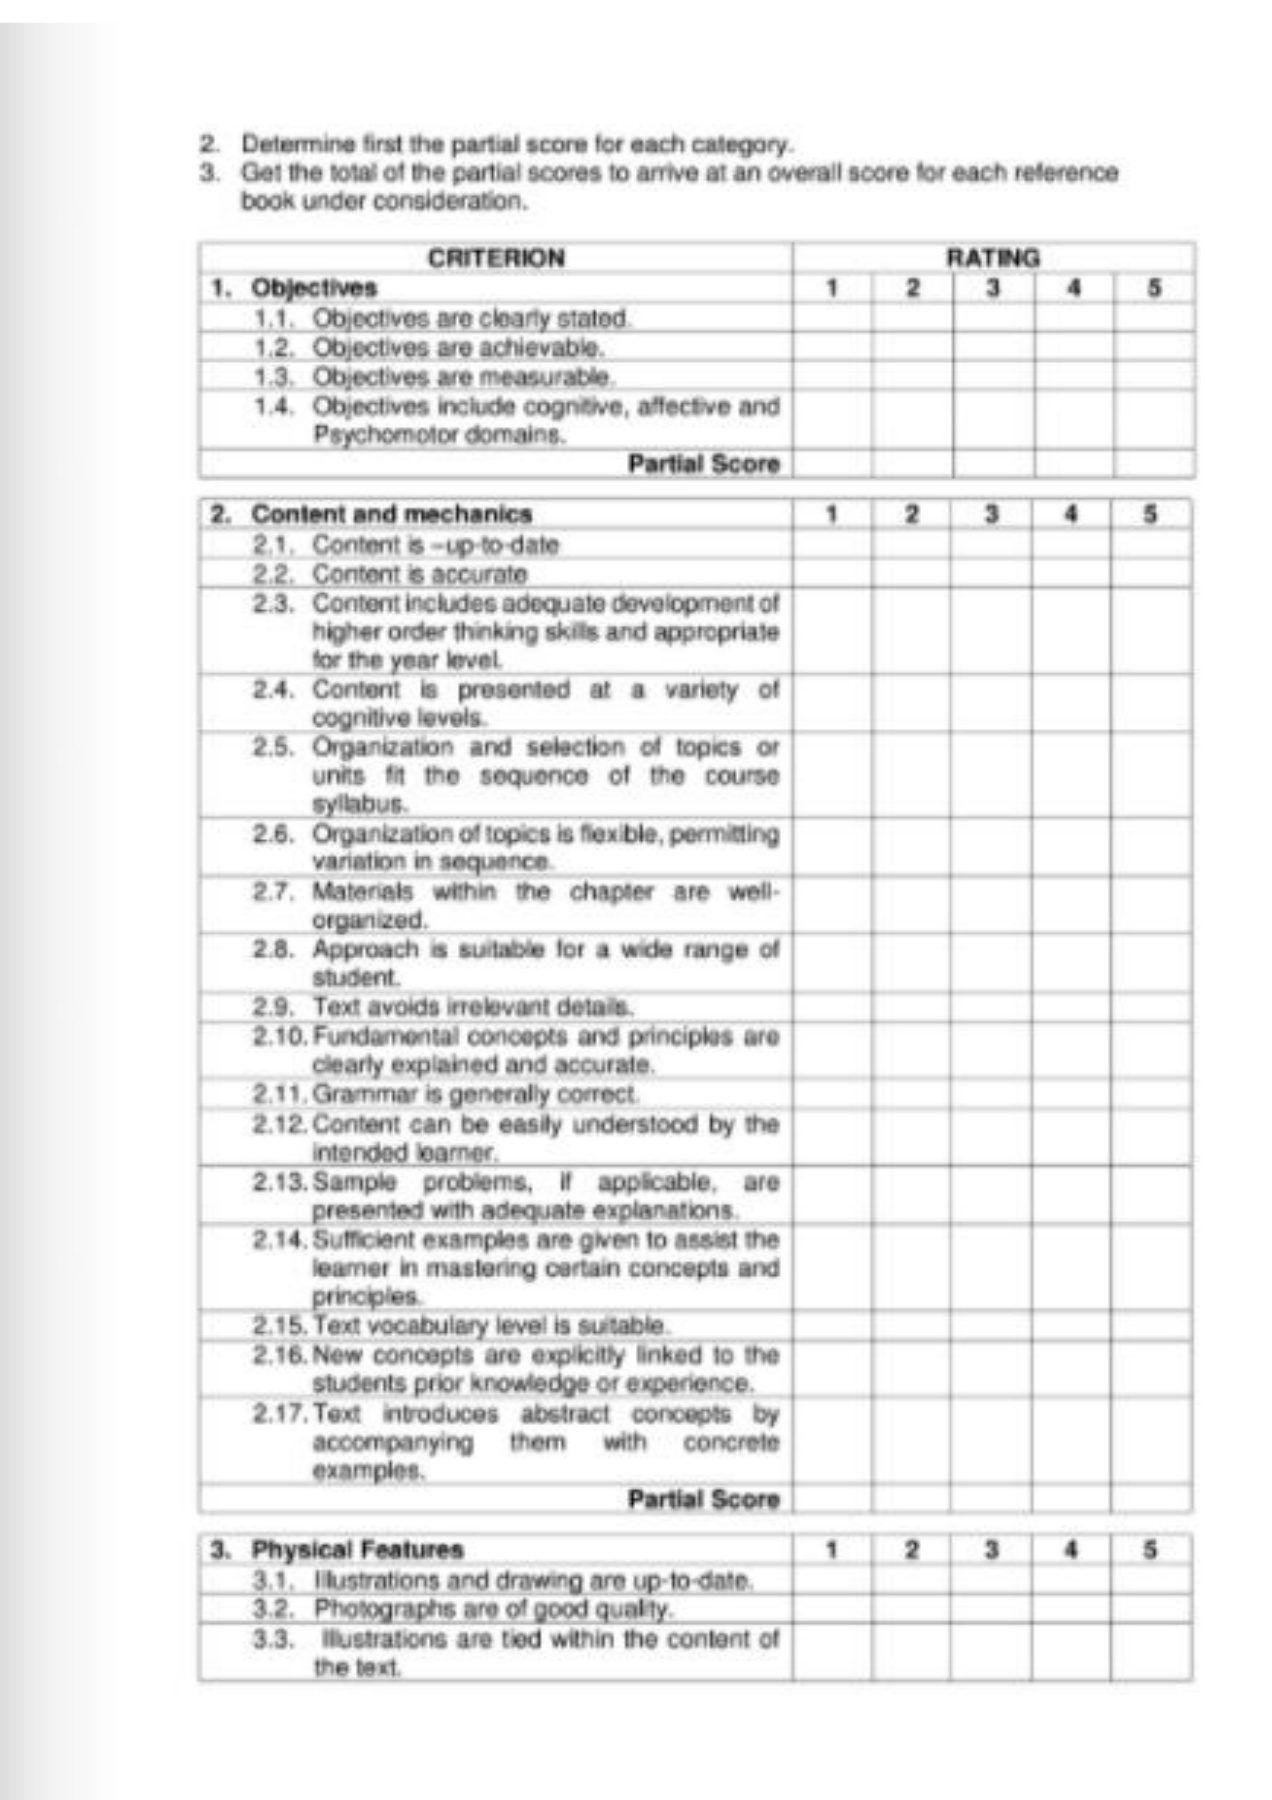 2. Determine first the partial score for each category.
3. Get the total of the partial scores to arrive at an overall score for each reference
book under consideration.
CRITERION RATING
1. Objectives 1 2 3 4 5
1.1. Objectives are clearly stated.
1.2. Objectives are achievable.
1.3. Objectives are measurable.
1.4. Objectives include cognitive, affective and
Psychomotor domains.
Partial Score
2. Content and mechanics 1 2 3 4 5
2.1. Content is –up-to-date
2.2. Content is accurate
2.3. Content includes adequate development of
higher order thinking skills and appropriate
for the year level.
2.4. Content is presented at a variety of
cognitive levels.
2.5. Organization and selection of topics or
units fit the sequence of the course
syllabus.
2.6. Organization of topics is flexible, permitting
variation in sequence.
2.7. Materials within the chapter are well-
organized.
2.8. Approach is suitable for a wide range of
student.
2.9. Text avoids irrelevant details.
2.10. Fundamental concepts and principles are
clearly explained and accurate.
2.11. Grammar is generally correct.
2.12. Content can be easily understood by the
intended learner.
2.13. Sample problems, if applicable, are
presented with adequate explanations.
2.14. Sufficient examples are given to assist the
learner in mastering certain concepts and
principles.
2.15. Text vocabulary level is suitable.
2.16. New concepts are explicitly linked to the
students prior knowledge or experience.
2.17. Text introduces abstract concepts by
accompanying them with concrete
examples.
Partial Score
3. Physical Features 1 2 3 4 5
3.1. Illustrations and drawing are up-to-date.
3.2. Photographs are of good quality.
3.3. Illustrations are tied within the content of
the text.